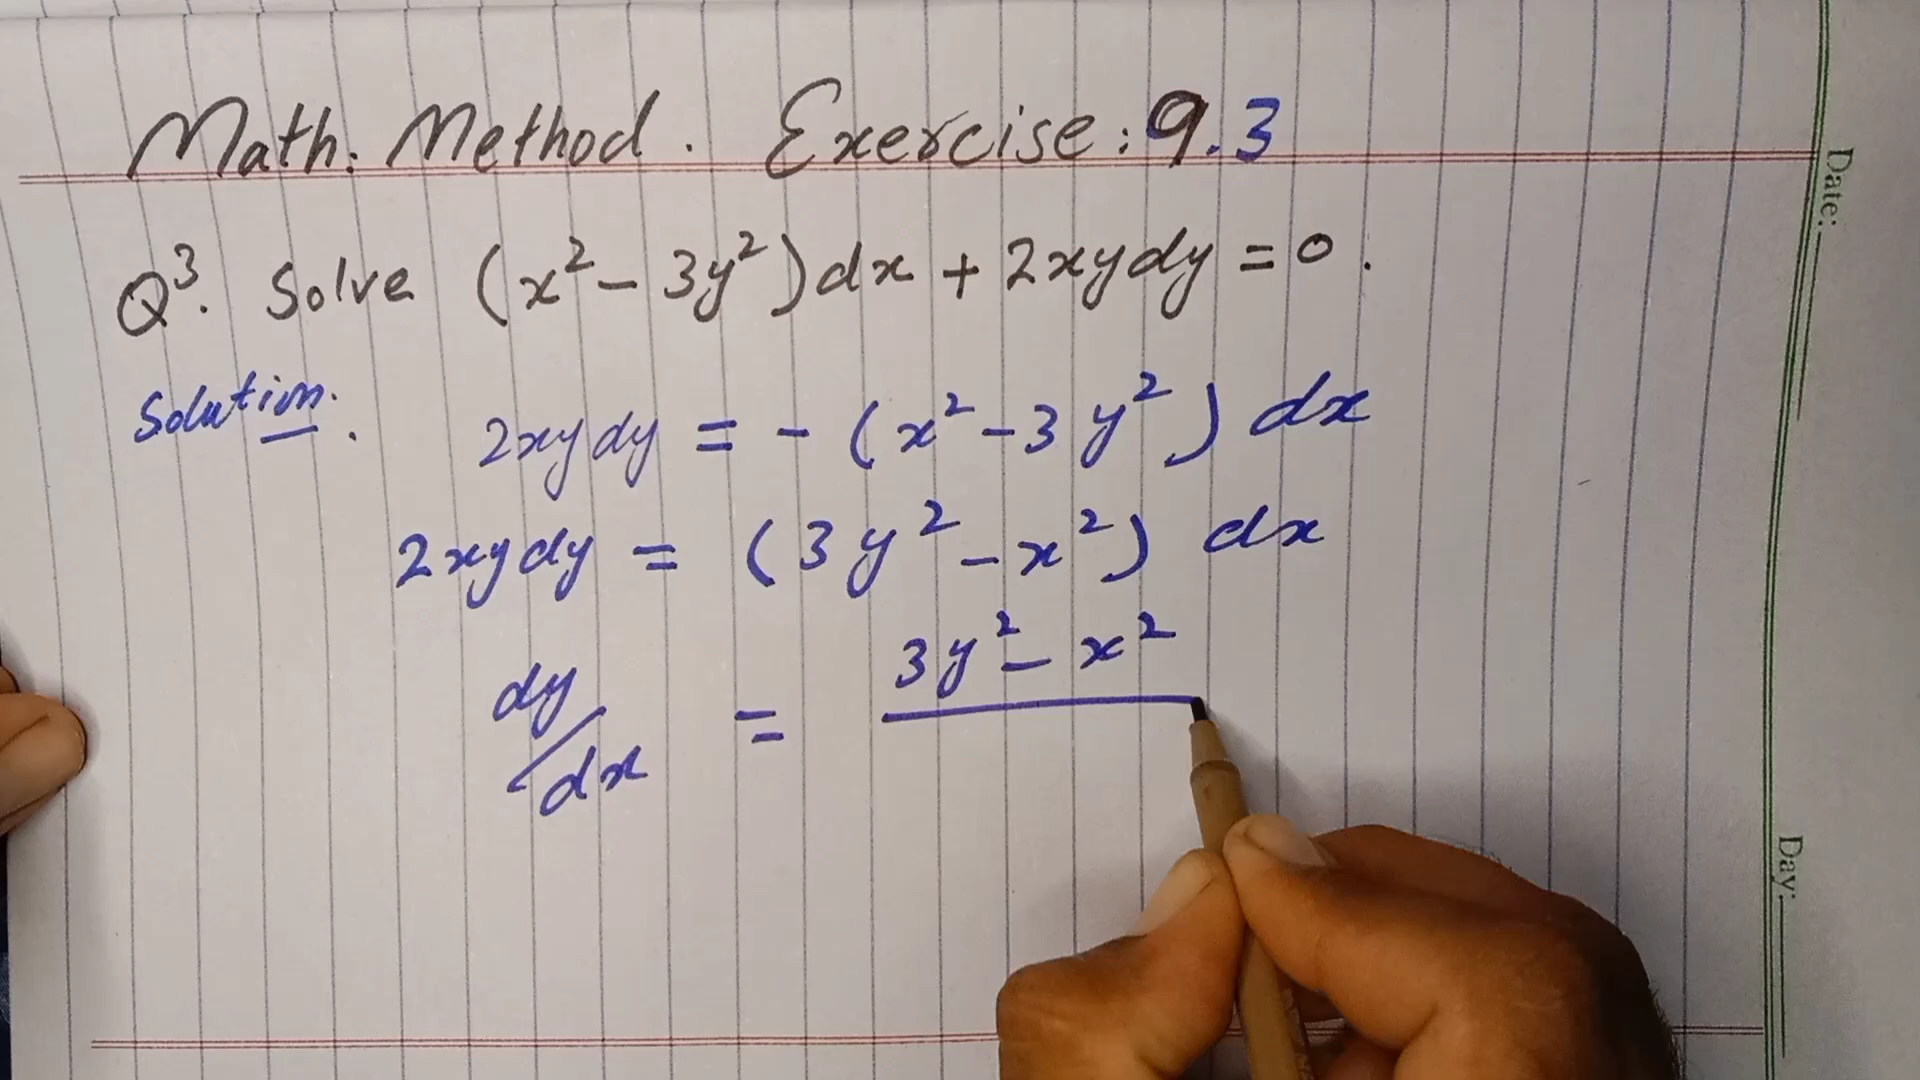 Math. Method. Exercise: 9.3
Q3. Solve (x² - 3y²)dx + 2xydy = 0.
Solution.
2xydy = - (x² - 3y²) dx
2xydy = (3y² - x²) dx
dy/dx = 3y² - x²
Date:
Day: